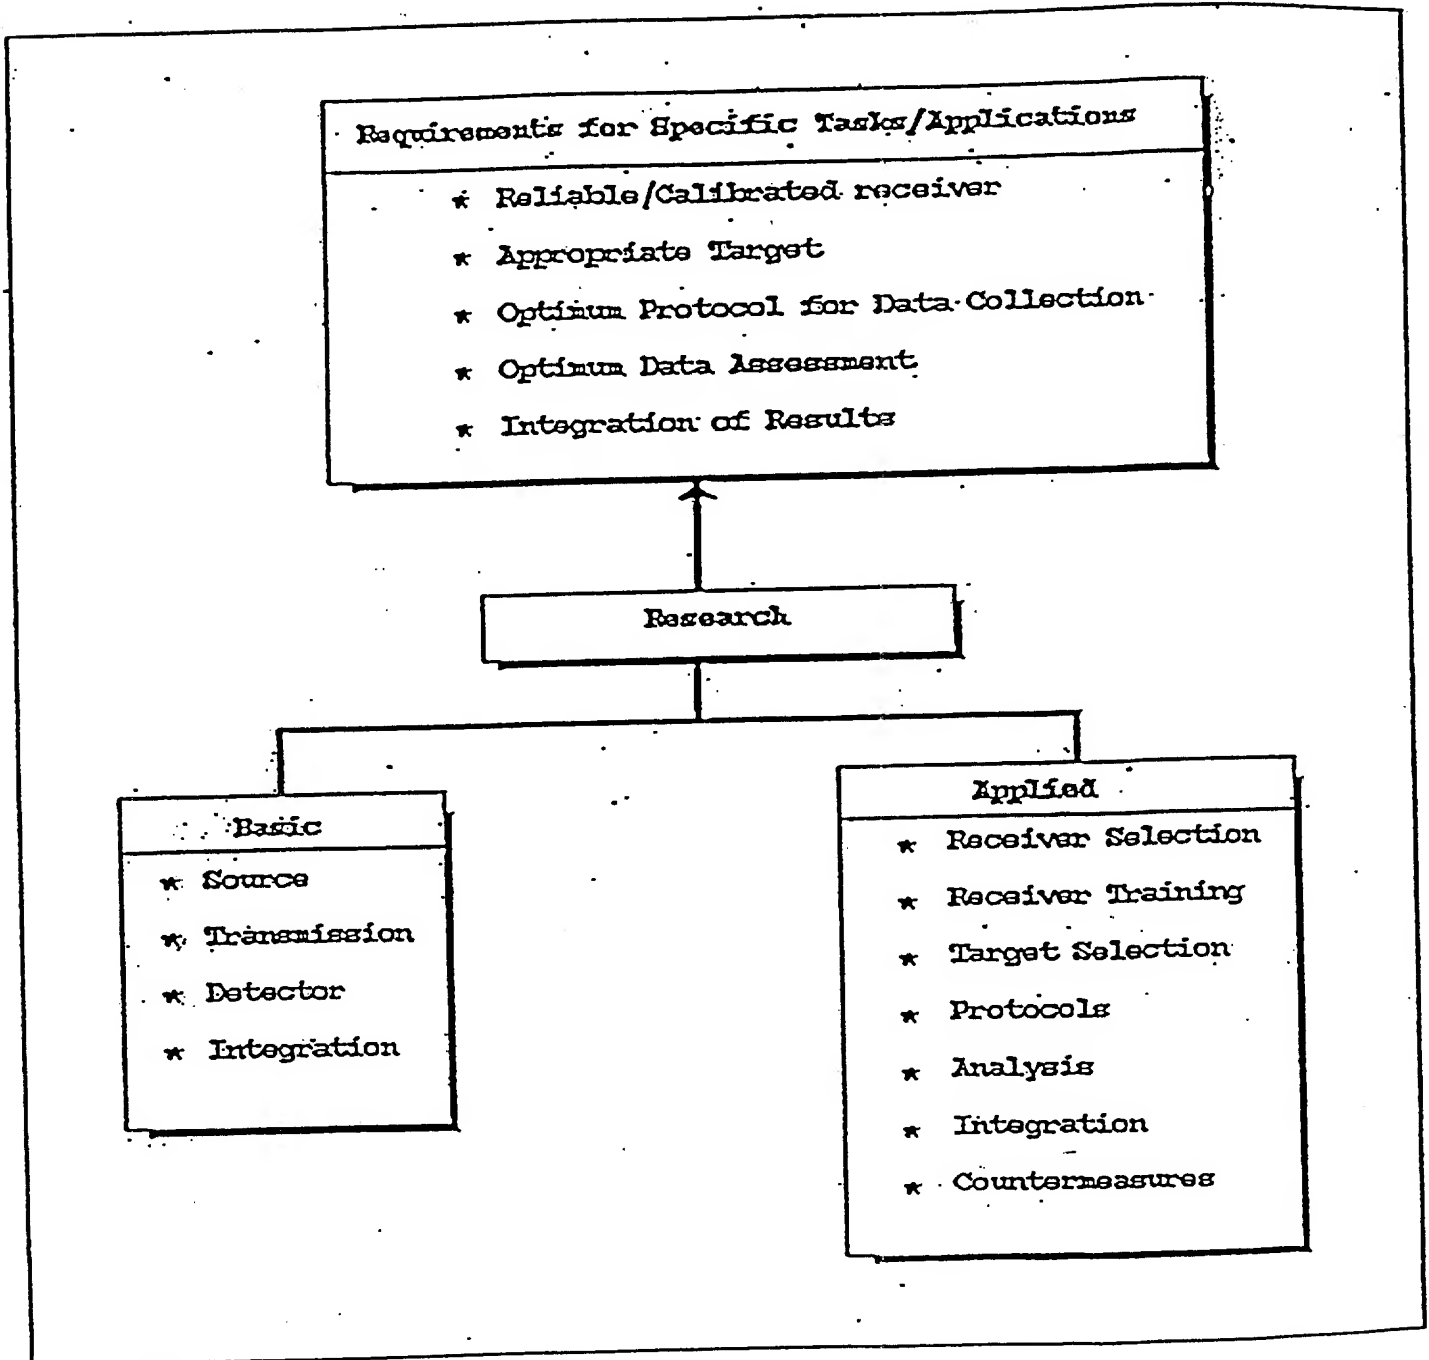 Requirements for Specific Tasks/Applications
* Reliable/Calibrated receiver
* Appropriate Target
* Optimum Protocol for Data Collection
* Optimum Data Assessment
* Integration of Results
Research
Basic
* Source
* Transmission
* Detector
* Integration
Applied
* Receiver Selection
* Receiver Training
* Target Selection
* Protocols
* Analysis
* Integration
* Countermeasures